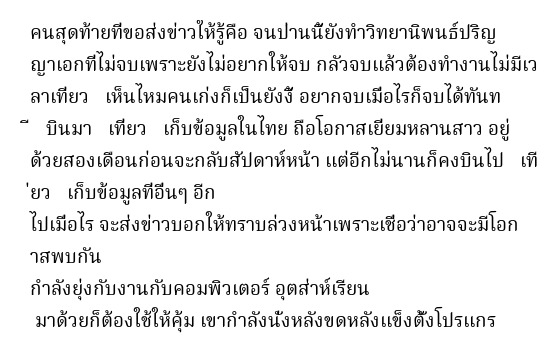 คนสุดท้ายที่ขอส่งข่าวให้รู้คือ จนปานนี้ยังทำวิทยานิพนธ์ปริญ
ญาเอกที่ไม่จบเพราะยังไม่อยากให้จบ กลัวจบแล้วต้องทำงานไม่มีเว
ลาเที่ยว   เห็นไหมคนเก่งก็เป็นยังงี้ อยากจบเมื่อไรก็จบได้ทันท
ี   บินมา   เที่ยว   เก็บข้อมูลในไทย ถือโอกาสเยี่ยมหลานสาว อยู่
ด้วยสองเดือนก่อนจะกลับสัปดาห์หน้า แต่อีกไม่นานก็คงบินไป   เที
่ยว   เก็บข้อมูลที่อื่นๆ อีก
ไปเมื่อไร จะส่งข่าวบอกให้ทราบล่วงหน้าเพราะเชื่อว่าอาจจะมีโอก
าสพบกัน
กำลังยุ่งกับงานกับคอมพิวเตอร์ อุตส่าห์เรียน
มาด้วยก็ต้องใช้ให้คุ้ม เขากำลังนั่งหลังขดหลังแข็งตั้งโปรแกร